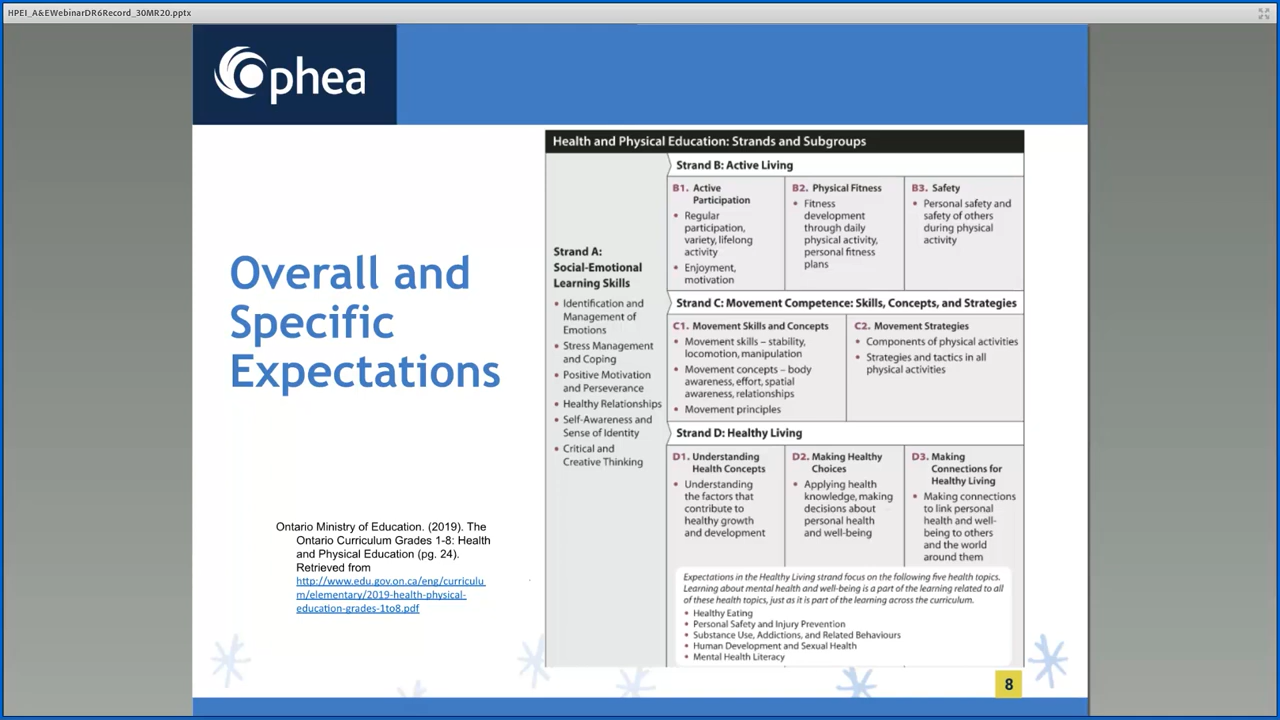 HPEI_A&EWebinarDR6Record_30MR20.pptx
Ophea
Overall and
Specific
Expectations
Ontario Ministry of Education. (2019). The
Ontario Curriculum Grades 1-8: Health
and Physical Education (pg. 24).
Retrieved from
http://www.edu.gov.on.ca/eng/curriculu
m/elementary/2019-health-physical-
education-grades-1to8.pdf
Health and Physical Education: Strands and Subgroups
Strand A:
Social-Emotional
Learning Skills
• Identification and
Management of
Emotions
• Stress Management
and Coping
• Positive Motivation
and Perseverance
• Healthy Relationships
• Self-Awareness and
Sense of Identity
• Critical and
Creative Thinking
Strand B: Active Living
B1. Active
Participation
• Regular
participation,
variety, lifelong
activity
• Enjoyment,
motivation
B2. Physical Fitness
• Fitness
development
through daily
physical activity,
personal fitness
plans
B3. Safety
• Personal safety and
safety of others
during physical
activity
Strand C: Movement Competence: Skills, Concepts, and Strategies
C1. Movement Skills and Concepts
• Movement skills – stability,
locomotion, manipulation
• Movement concepts – body
awareness, effort, spatial
awareness, relationships
• Movement principles
C2. Movement Strategies
• Components of physical activities
• Strategies and tactics in all
physical activities
Strand D: Healthy Living
D1. Understanding
Health Concepts
• Understanding
the factors that
contribute to
healthy growth
and development
D2. Making Healthy
Choices
• Applying health
knowledge, making
decisions about
personal health
and well-being
D3. Making
Connections for
Healthy Living
• Making connections
to link personal
health and well-
being to others
and the world
around them
Expectations in the Healthy Living strand focus on the following five health topics.
Learning about mental health and well-being is a part of the learning related to all
of these health topics, just as it is part of the learning across the curriculum.
• Healthy Eating
• Personal Safety and Injury Prevention
• Substance Use, Addictions, and Related Behaviours
• Human Development and Sexual Health
• Mental Health Literacy
8